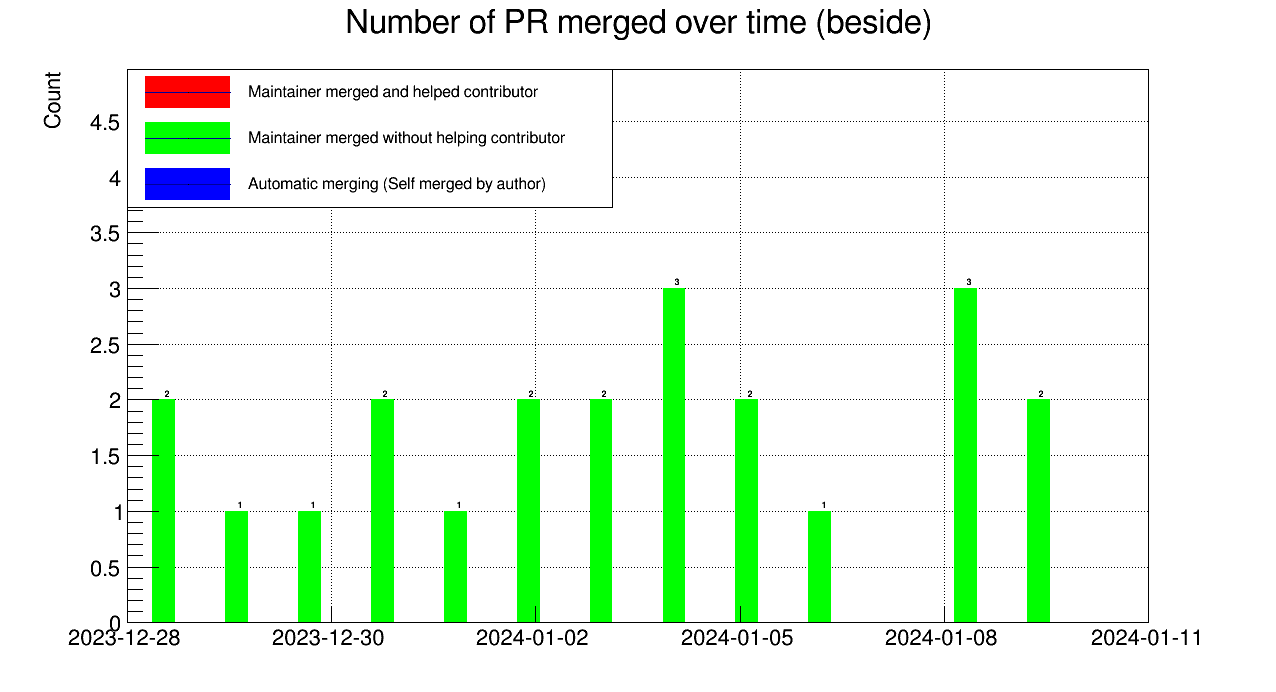 Number of PR merged over time (beside)
Count
Maintainer merged and helped contributor
Maintainer merged without helping contributor
Automatic merging (Self merged by author)
4.5
4
3.5
3
2.5
2
1.5
1
0.5
0
2 1 1 2 1 2 2 3 2 1 3 2
2023-12-28 2023-12-30 2024-01-02 2024-01-05 2024-01-08 2024-01-11